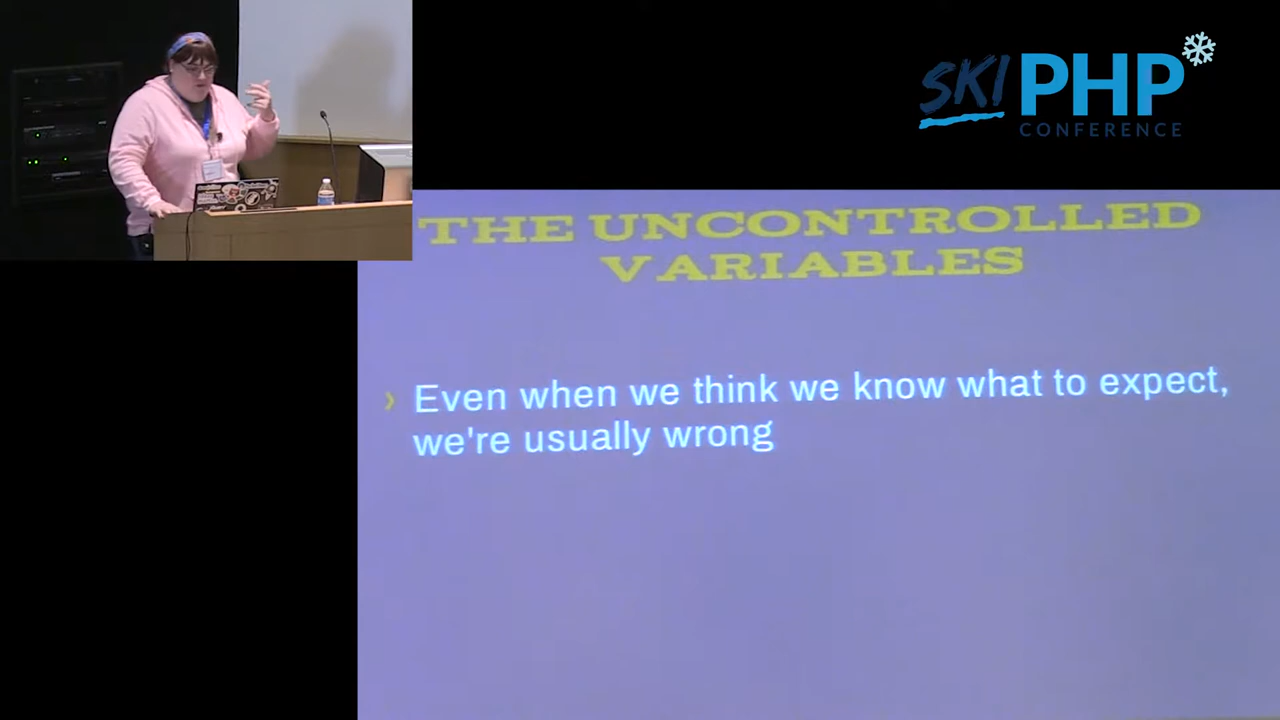 SKI PHP
CONFERENCE
THE UNCONTROLLED
VARIABLES
› Even when we think we know what to expect,
we're usually wrong